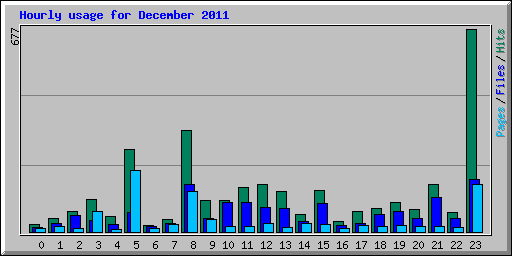 Hourly usage for December 2011
677
Pages / Files / Hits
0 1 2 3 4 5 6 7 8 9 10 11 12 13 14 15 16 17 18 19 20 21 22 23